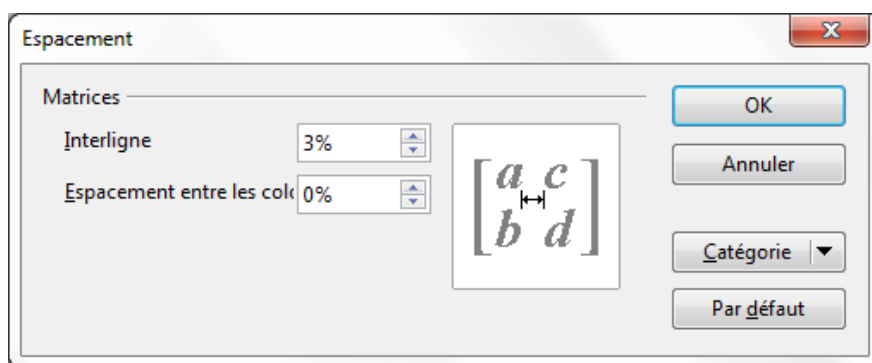 Espacement
Matrices
Interligne 3%
Espacement entre les colo 0%
a c
b d
OK
Annuler
Catégorie
Par défaut